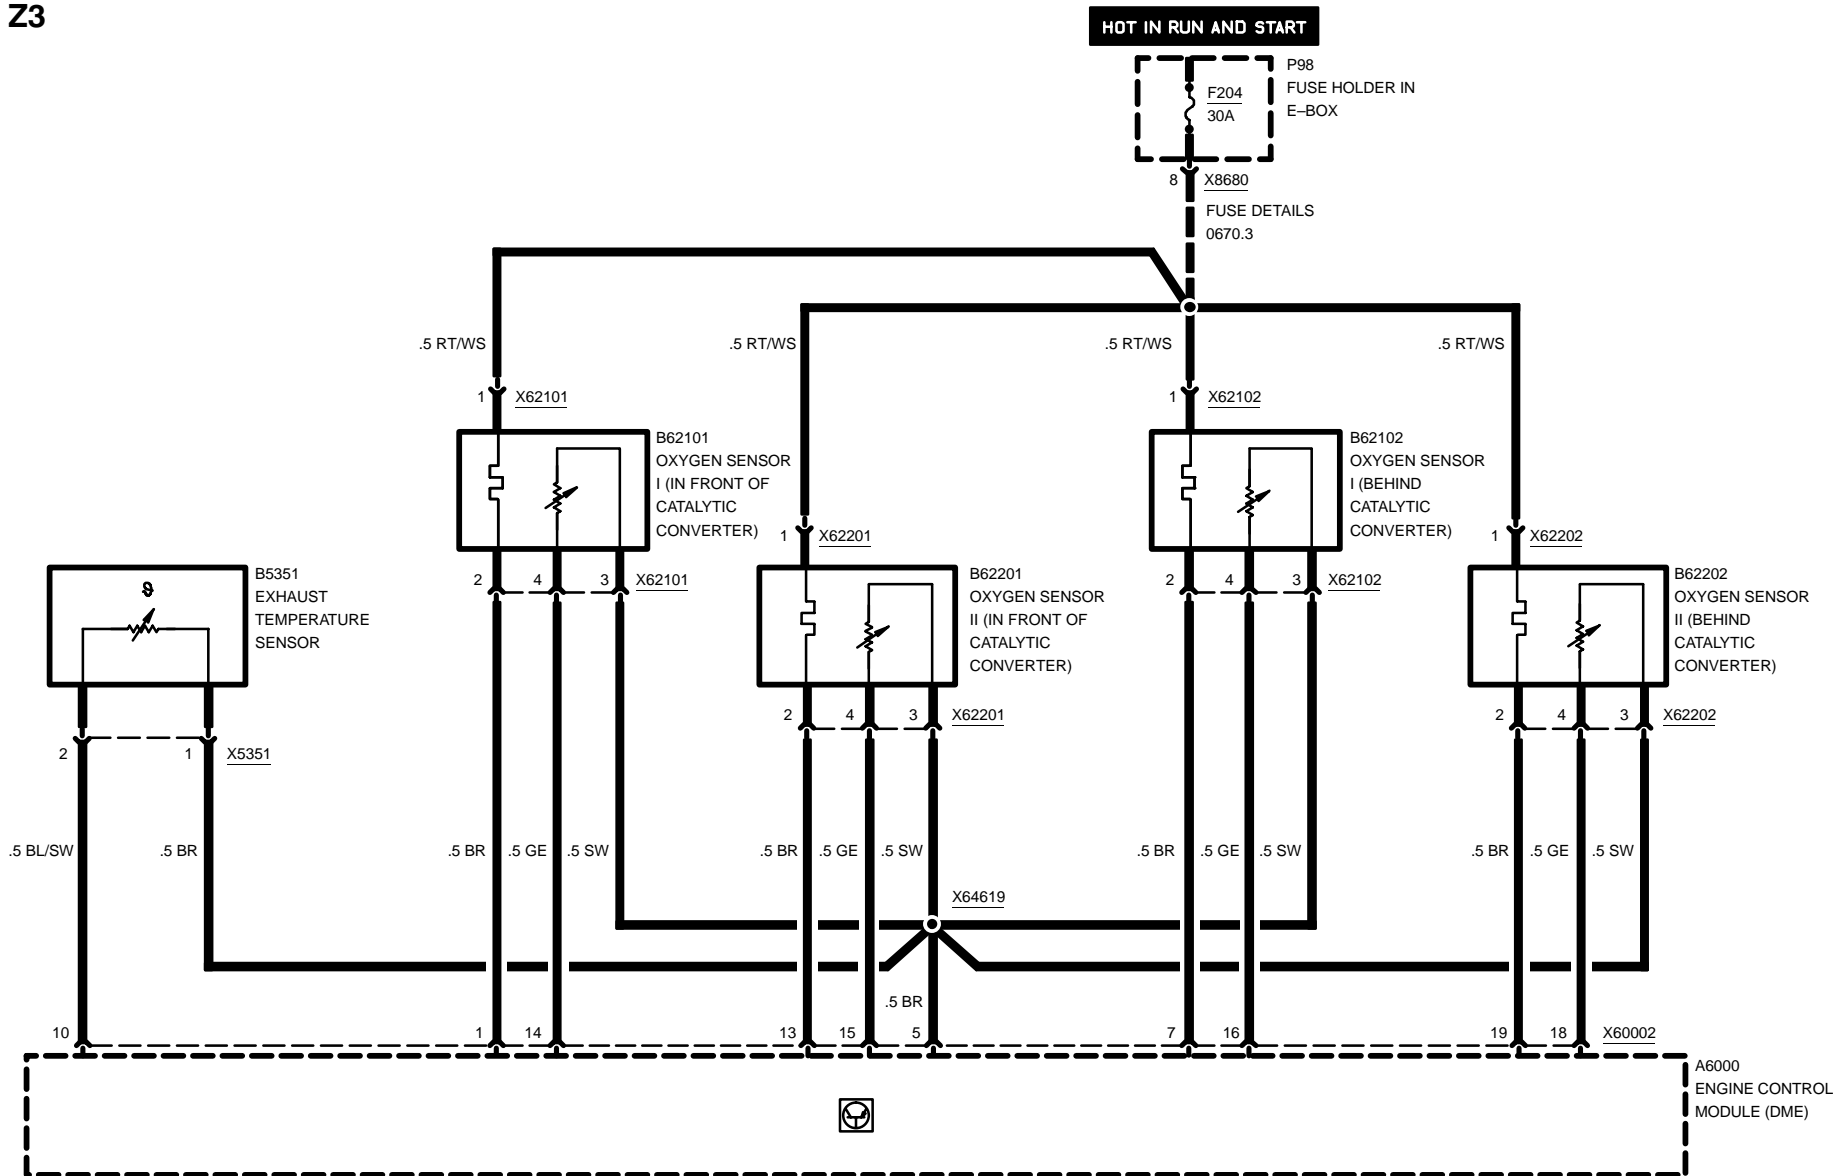 Z3
HOT IN RUN AND START
P98
FUSE HOLDER IN
E–BOX
F204
30A
8
X8680
FUSE DETAILS
0670.3
.5 RT/WS
.5 RT/WS
.5 RT/WS
.5 RT/WS
1
X62101
1
X62102
B62101
OXYGEN SENSOR
I (IN FRONT OF
CATALYTIC
CONVERTER)
B62102
OXYGEN SENSOR
I (BEHIND
CATALYTIC
CONVERTER)
1
X62201
1
X62202
2
4
3
X62101
2
4
3
X62102
B5351
EXHAUST
TEMPERATURE
SENSOR
B62201
OXYGEN SENSOR
II (IN FRONT OF
CATALYTIC
CONVERTER)
B62202
OXYGEN SENSOR
II (BEHIND
CATALYTIC
CONVERTER)
ϑ
2
4
3
X62201
2
4
3
X62202
2
1
X5351
.5 BL/SW
.5 BR
.5 BR
.5 GE
.5 SW
.5 BR
.5 GE
.5 SW
.5 BR
.5 GE
.5 SW
.5 BR
.5 GE
.5 SW
X64619
.5 BR
10
1
14
13
15
5
7
16
19
18
X60002
A6000
ENGINE CONTROL
MODULE (DME)